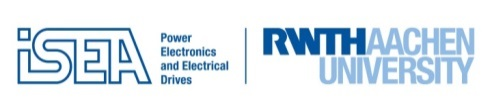 iSEA
Power
Electronics
and Electrical
Drives
RWTHAACHEN
UNIVERSITY